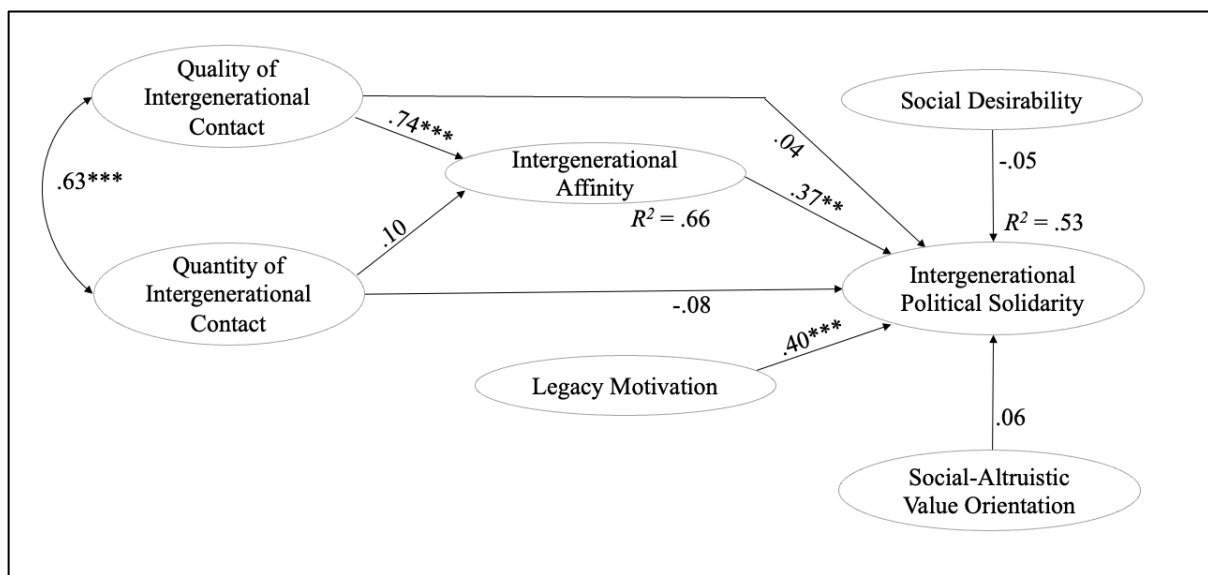 Quality of
Intergenerational
Contact
Social Desirability
.74***
.04
-.05
Intergenerational
Affinity
.63***
.37**
R² = .66
R² = .53
.10
Quantity of
Intergenerational
Contact
Intergenerational
Political Solidarity
-.08
.40***
Legacy Motivation
.06
Social-Altruistic
Value Orientation